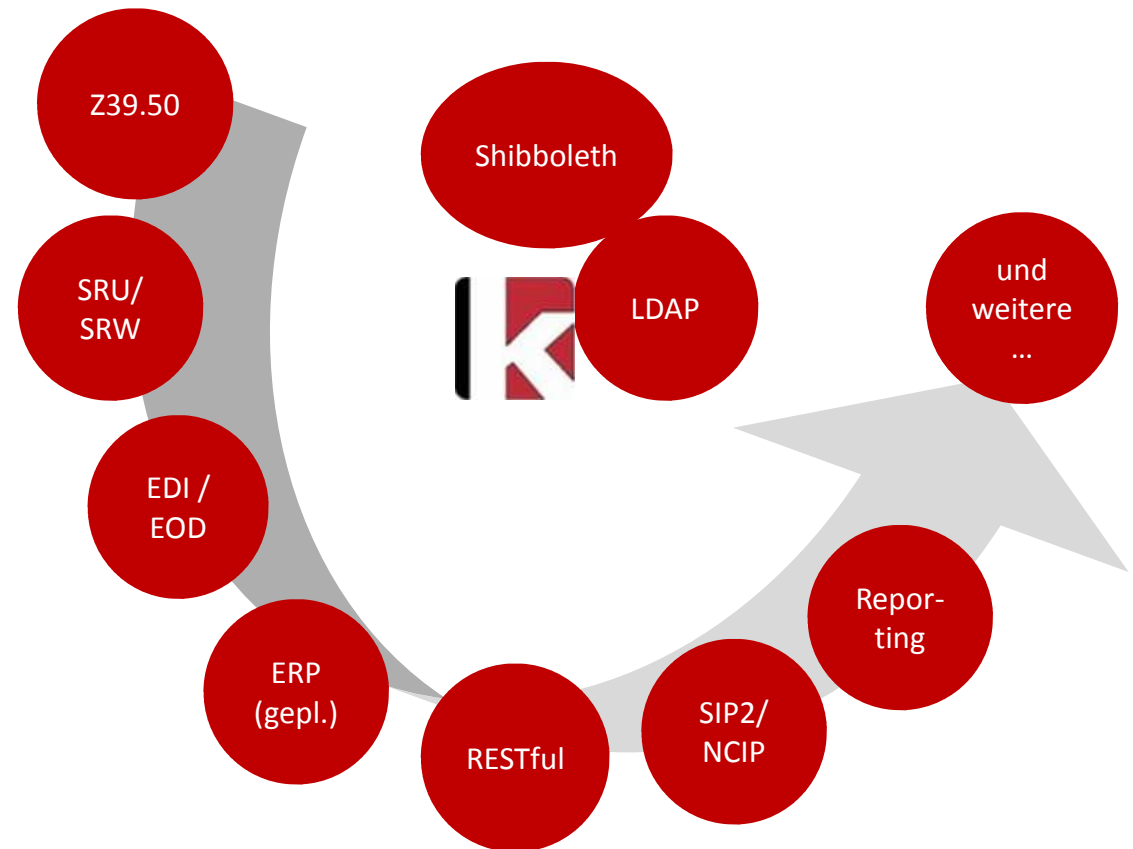 Z39.50
Shibboleth
SRU/
SRW
LDAP
und
weitere
...
EDI /
EOD
ERP
(gepl.)
RESTful
SIP2/
NCIP
Repor-
ting